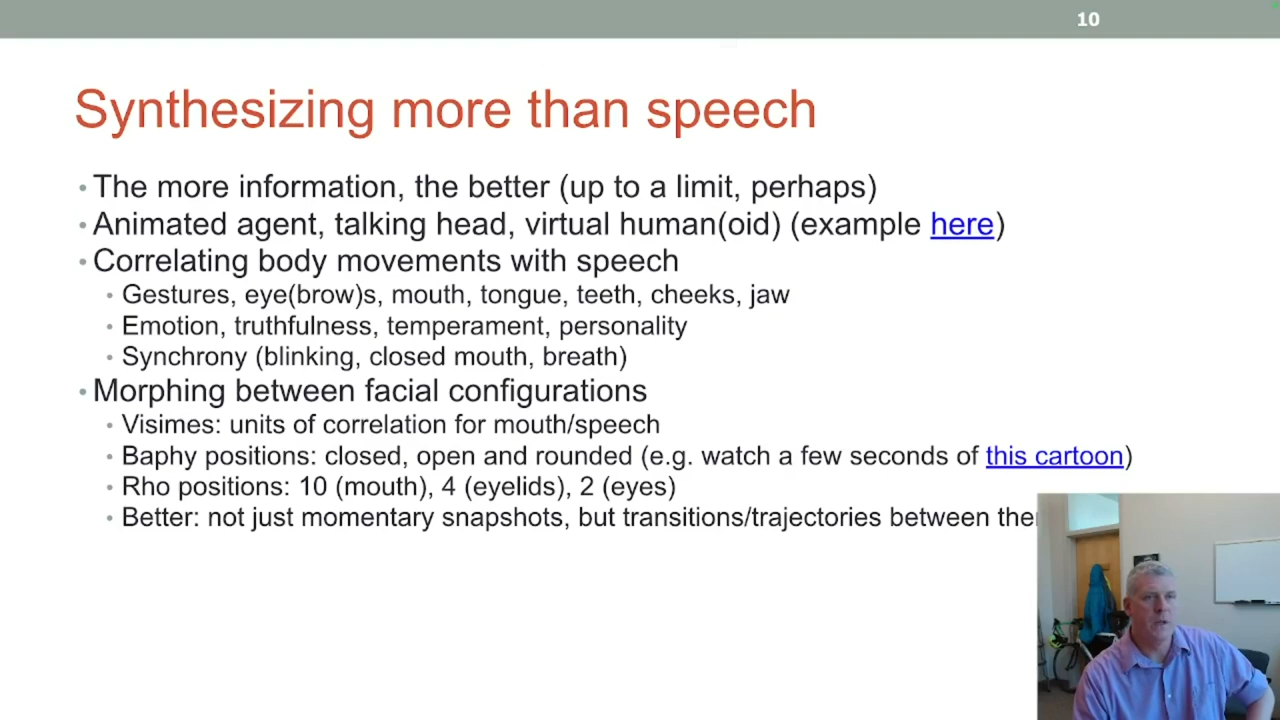 10
Synthesizing more than speech
• The more information, the better (up to a limit, perhaps)
• Animated agent, talking head, virtual human(oid) (example here)
• Correlating body movements with speech
• Gestures, eye(brow)s, mouth, tongue, teeth, cheeks, jaw
• Emotion, truthfulness, temperament, personality
• Synchrony (blinking, closed mouth, breath)
• Morphing between facial configurations
• Visimes: units of correlation for mouth/speech
• Baphy positions: closed, open and rounded (e.g. watch a few seconds of this cartoon)
• Rho positions: 10 (mouth), 4 (eyelids), 2 (eyes)
• Better: not just momentary snapshots, but transitions/trajectories between